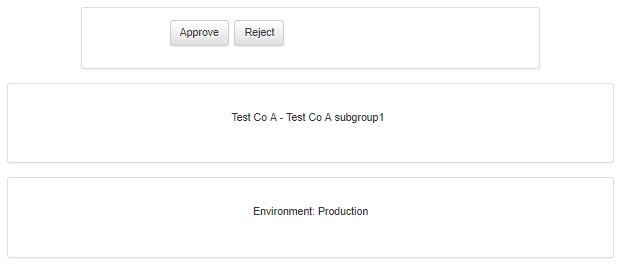 Approve Reject
Test Co A - Test Co A subgroup1
Environment: Production